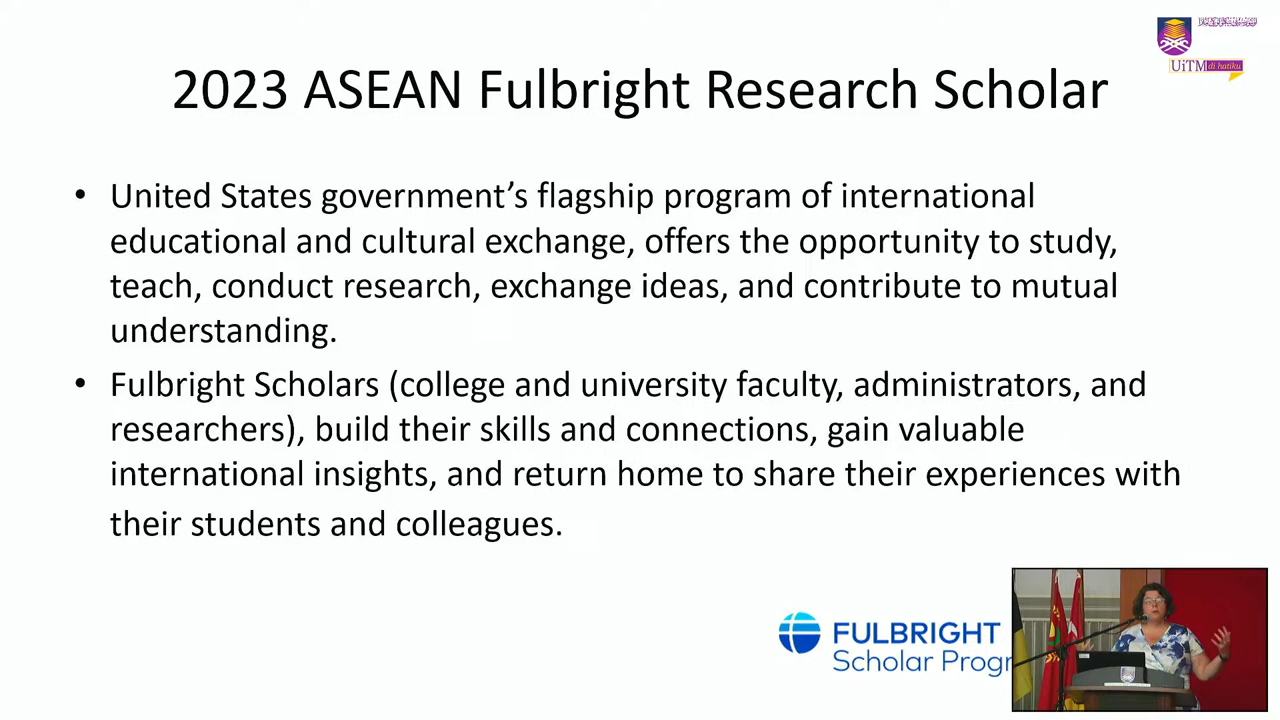 2023 ASEAN Fulbright Research Scholar
• United States government’s flagship program of international
educational and cultural exchange, offers the opportunity to study,
teach, conduct research, exchange ideas, and contribute to mutual
understanding.
• Fulbright Scholars (college and university faculty, administrators, and
researchers), build their skills and connections, gain valuable
international insights, and return home to share their experiences with
their students and colleagues.
UiTM di hatiku
FULBRIGHT
Scholar Progr
UiTM